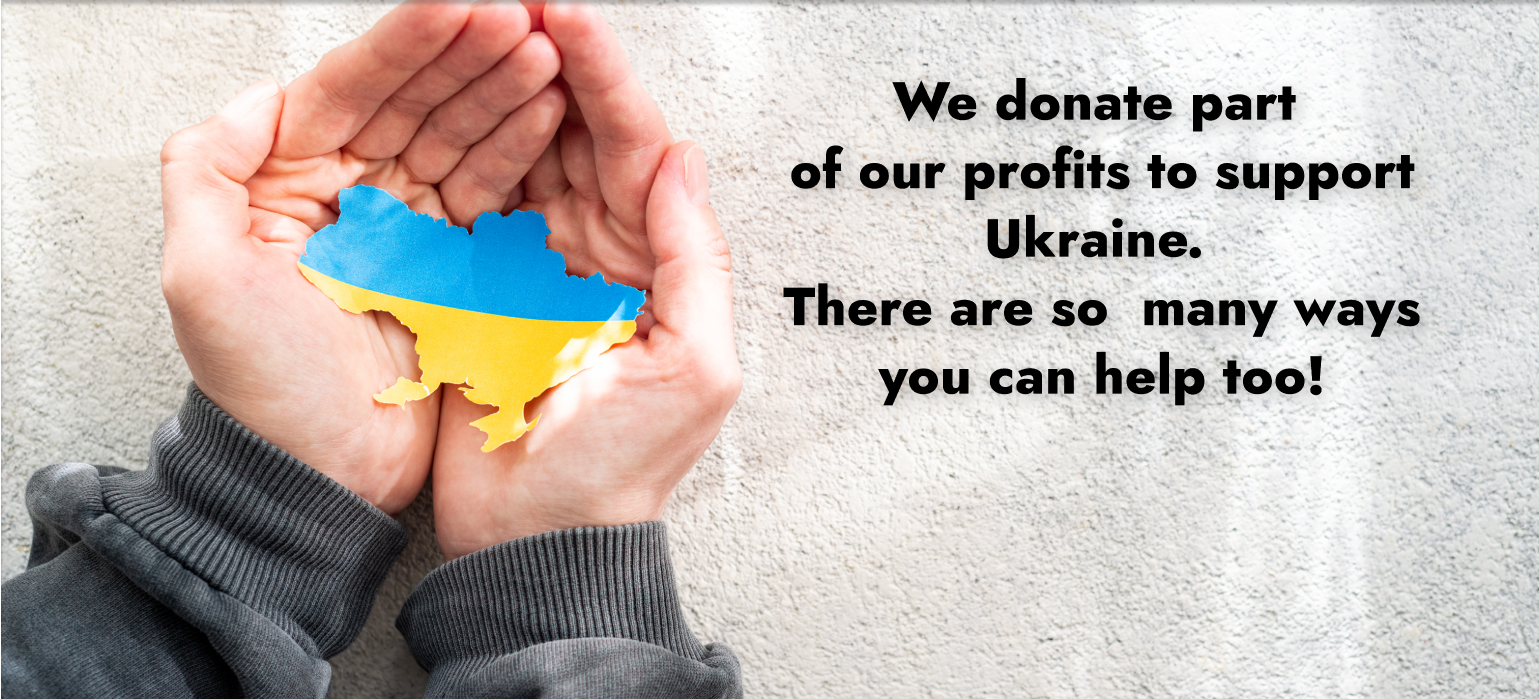 We donate part
of our profits to support
Ukraine.
There are so  many ways
you can help too!